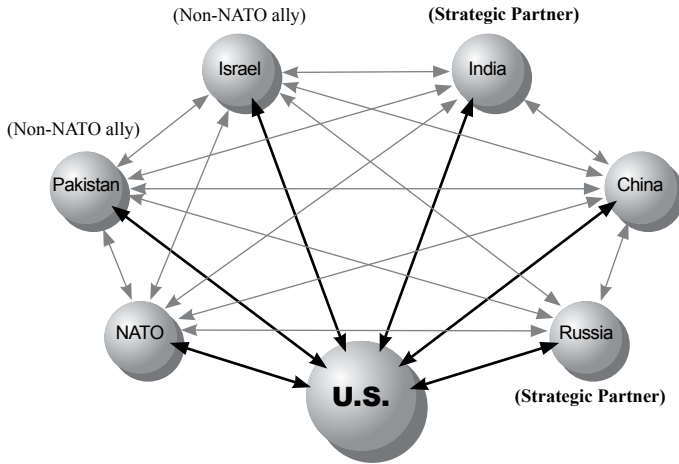 (Non-NATO ally)
(Strategic Partner)
Israel
India
(Non-NATO ally)
Pakistan
China
NATO
Russia
U.S.
(Strategic Partner)